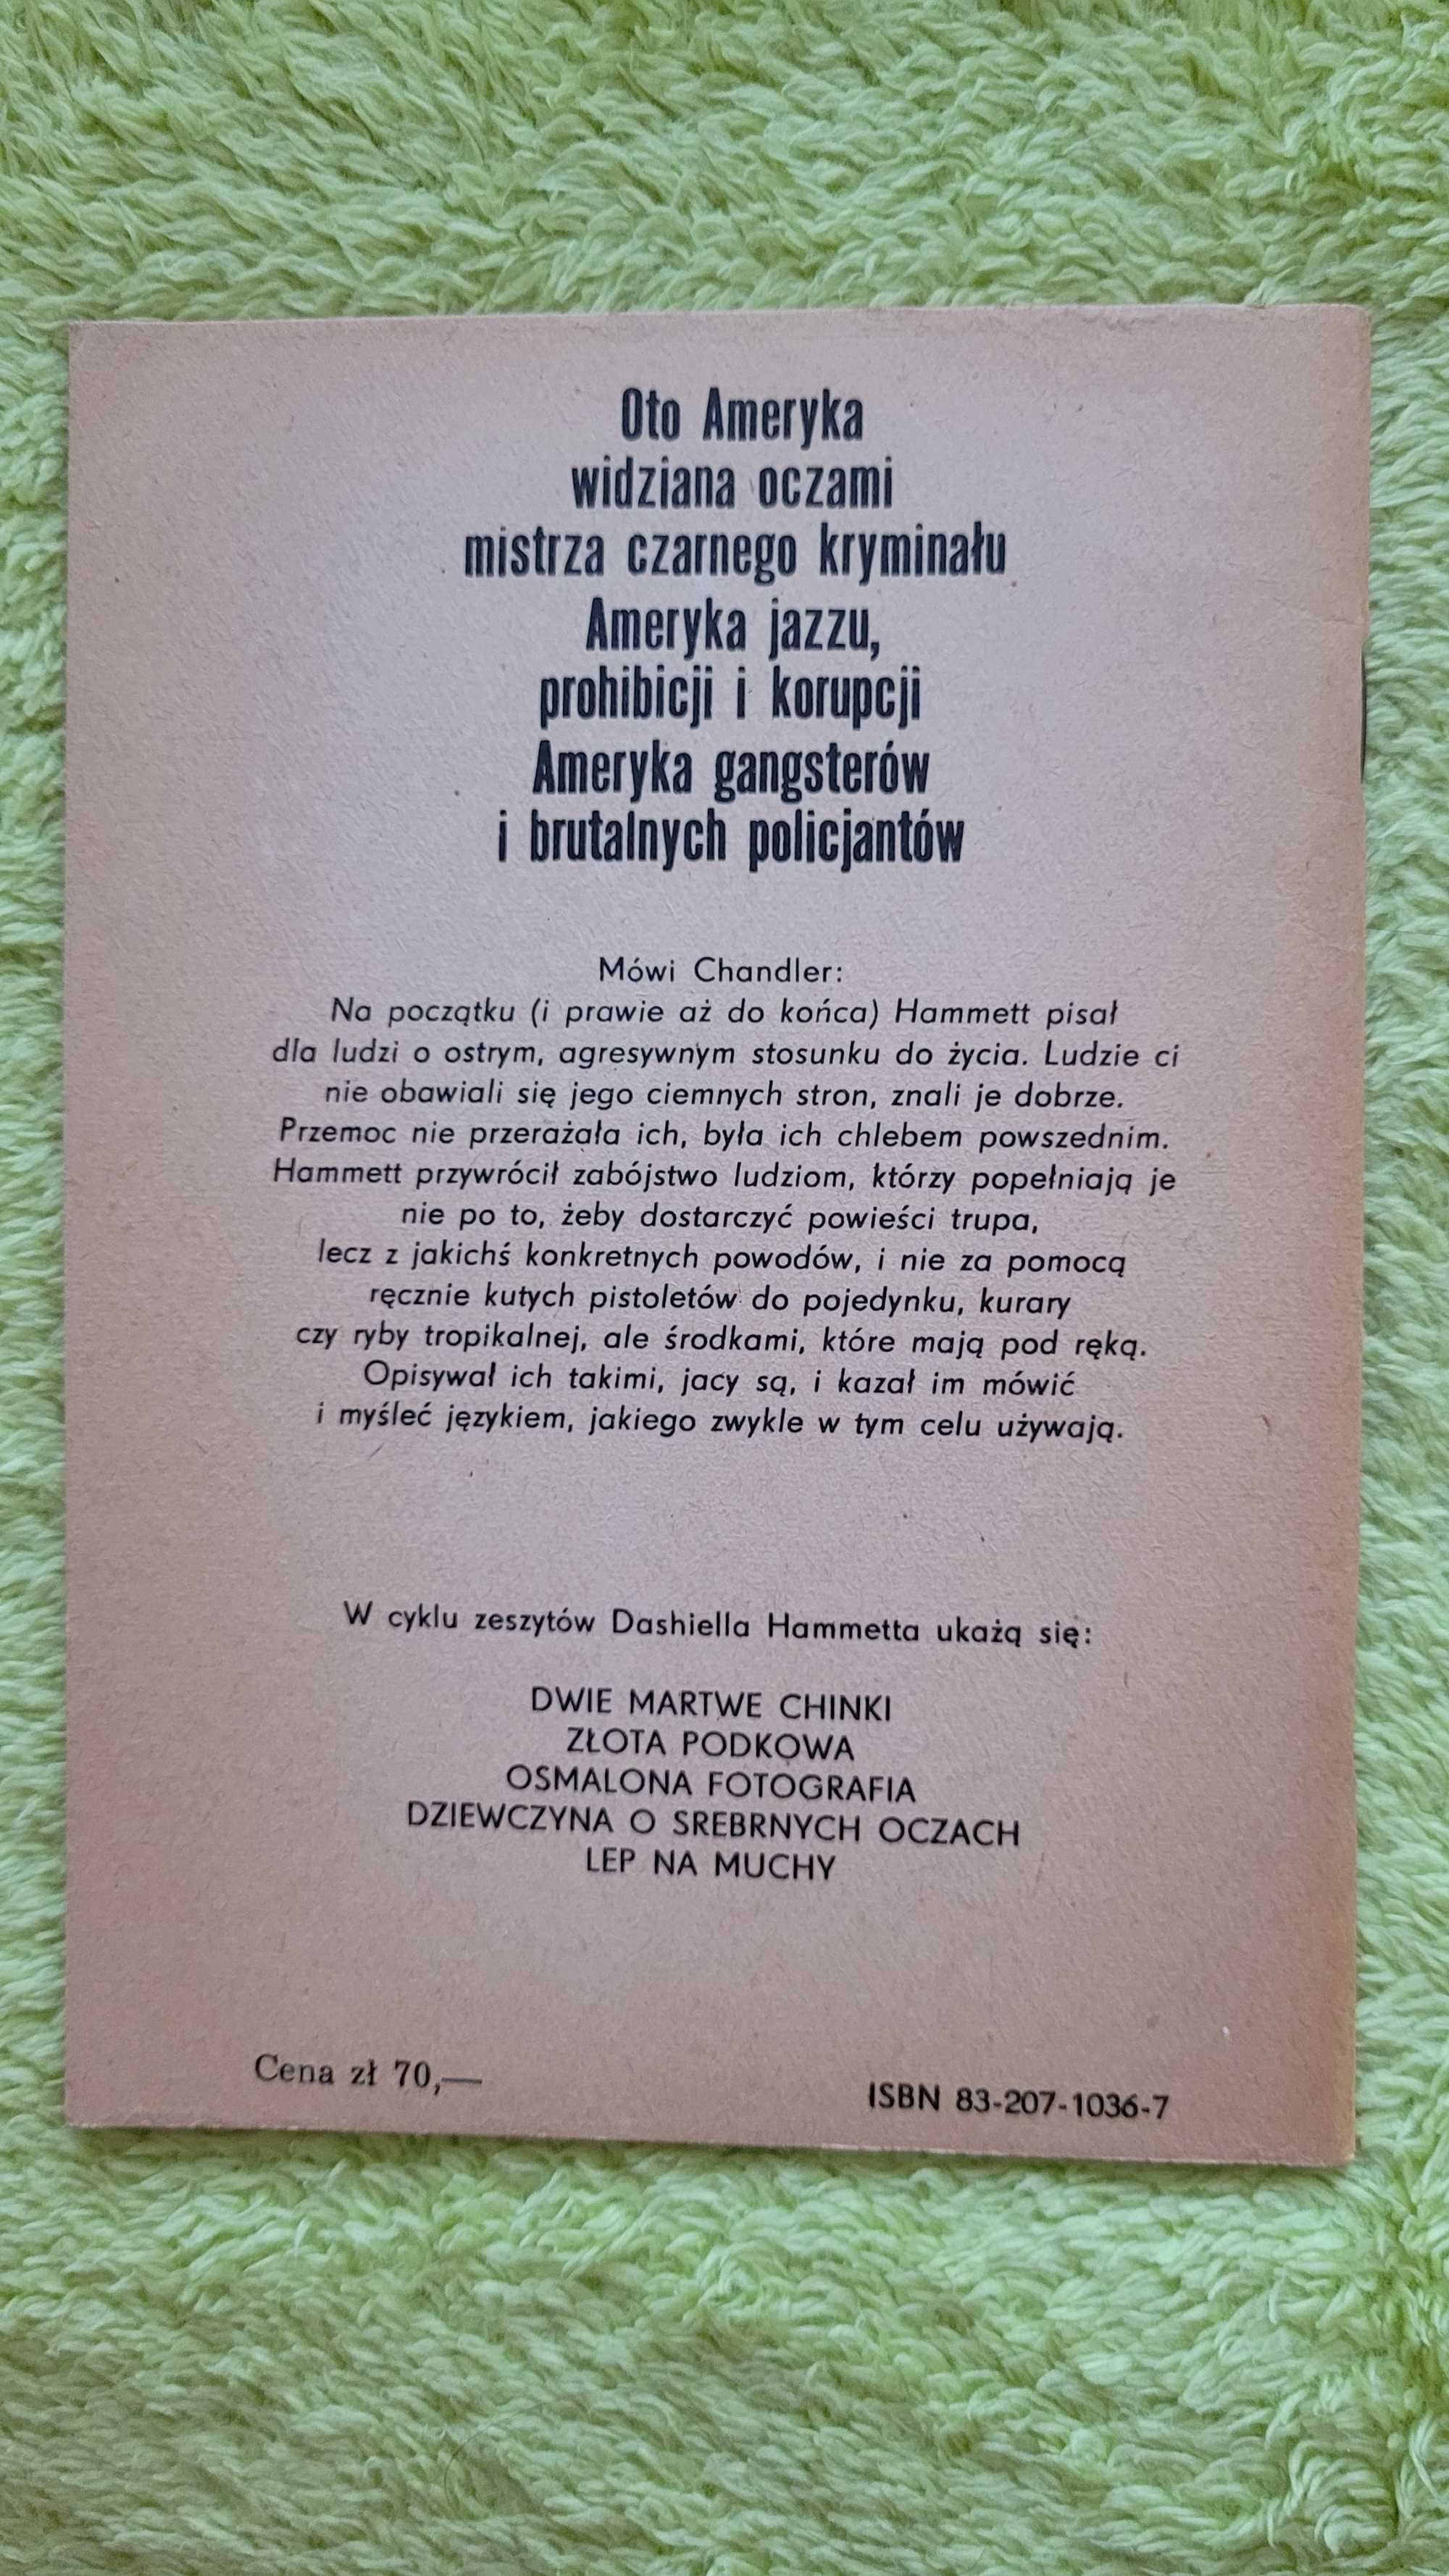 Oto Ameryka
widziana oczami
mistrza czarnego kryminału
Ameryka jazzu,
prohibicji i korupcji
Ameryka gangsterów
i brutalnych policjantów
Mówi Chandler:
Na początku (i prawie aż do końca) Hammett pisał
dla ludzi o ostrym, agresywnym stosunku do życia. Ludzie ci
nie obawiali się jego ciemnych stron, znali je dobrze.
Przemoc nie przerażała ich, była ich chlebem powszednim.
Hammett przywrócił zabójstwo ludziom, którzy popełniają je
nie po to, żeby dostarczyć powieści trupa,
lecz z jakichś konkretnych powodów, i nie za pomocą
ręcznie kutych pistoletów do pojedynku, kurary
czy ryby tropikalnej, ale środkami, które mają pod ręką.
Opisywał ich takimi, jacy są, i kazał im mówić
i myśleć językiem, jakiego zwykle w tym celu używają.
W cyklu zeszytów Dashiella Hammetta ukażą się:
DWIE MARTWE CHINKI
ZŁOTA PODKOWA
OSMALONA FOTOGRAFIA
DZIEWCZYNA O SREBRNYCH OCZACH
LEP NA MUCHY
Cena zł 70,—
ISBN 83-207-1036-7